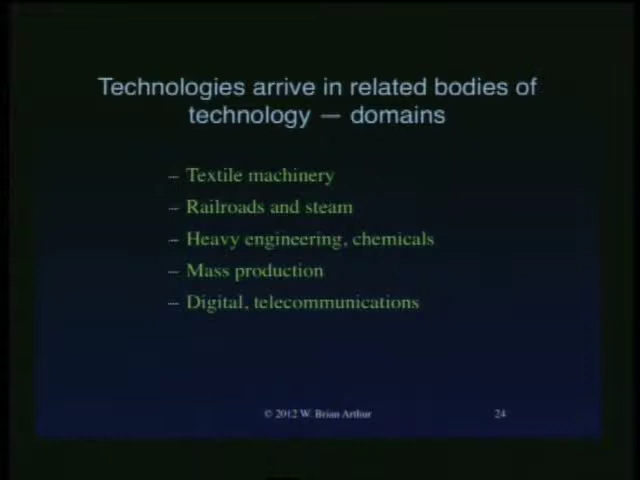 Technologies arrive in related bodies of
technology — domains
– Textile machinery
– Railroads and steam
– Heavy engineering, chemicals
– Mass production
– Digital, telecommunications
© 2012 W. Brian Arthur
24